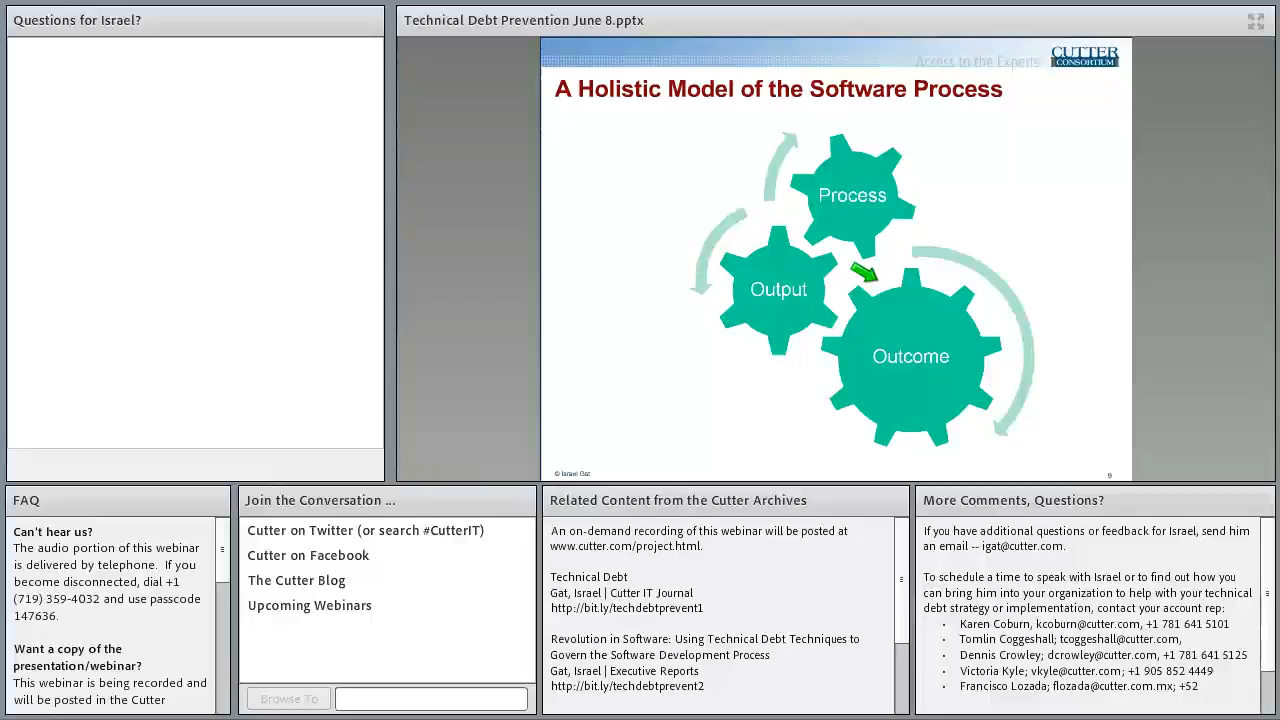 Questions for Israel?
Technical Debt Prevention June 8.pptx
Access to the Experts
CUTTER
CONSORTIUM
A Holistic Model of the Software Process
Process
Output
Outcome
© Israel Gat
9
FAQ
Can't hear us?
The audio portion of this webinar
is delivered by telephone. If you
become disconnected, dial +1
(719) 359-4032 and use passcode
147636.
Want a copy of the
presentation/webinar?
This webinar is being recorded and
will be posted in the Cutter
Join the Conversation ...
Cutter on Twitter (or search #CutterIT)
Cutter on Facebook
The Cutter Blog
Upcoming Webinars
Browse To
Related Content from the Cutter Archives
An on-demand recording of this webinar will be posted at
www.cutter.com/project.html.
Technical Debt
Gat, Israel | Cutter IT Journal
http://bit.ly/techdebtprevent1
Revolution in Software: Using Technical Debt Techniques to
Govern the Software Development Process
Gat, Israel | Executive Reports
http://bit.ly/techdebtprevent2
More Comments, Questions?
If you have additional questions or feedback for Israel, send him
an email -- igat@cutter.com.
To schedule a time to speak with Israel or to find out how you
can bring him into your organization to help with your technical
debt strategy or implementation, contact your account rep:
• Karen Coburn, kcoburn@cutter.com, +1 781 641 5101
• Tomlin Coggeshall; tcoggeshall@cutter.com,
• Dennis Crowley; dcrowley@cutter.com, +1 781 641 5125
• Victoria Kyle; vkyle@cutter.com; +1 905 852 4449
• Francisco Lozada; flozada@cutter.com.mx; +52